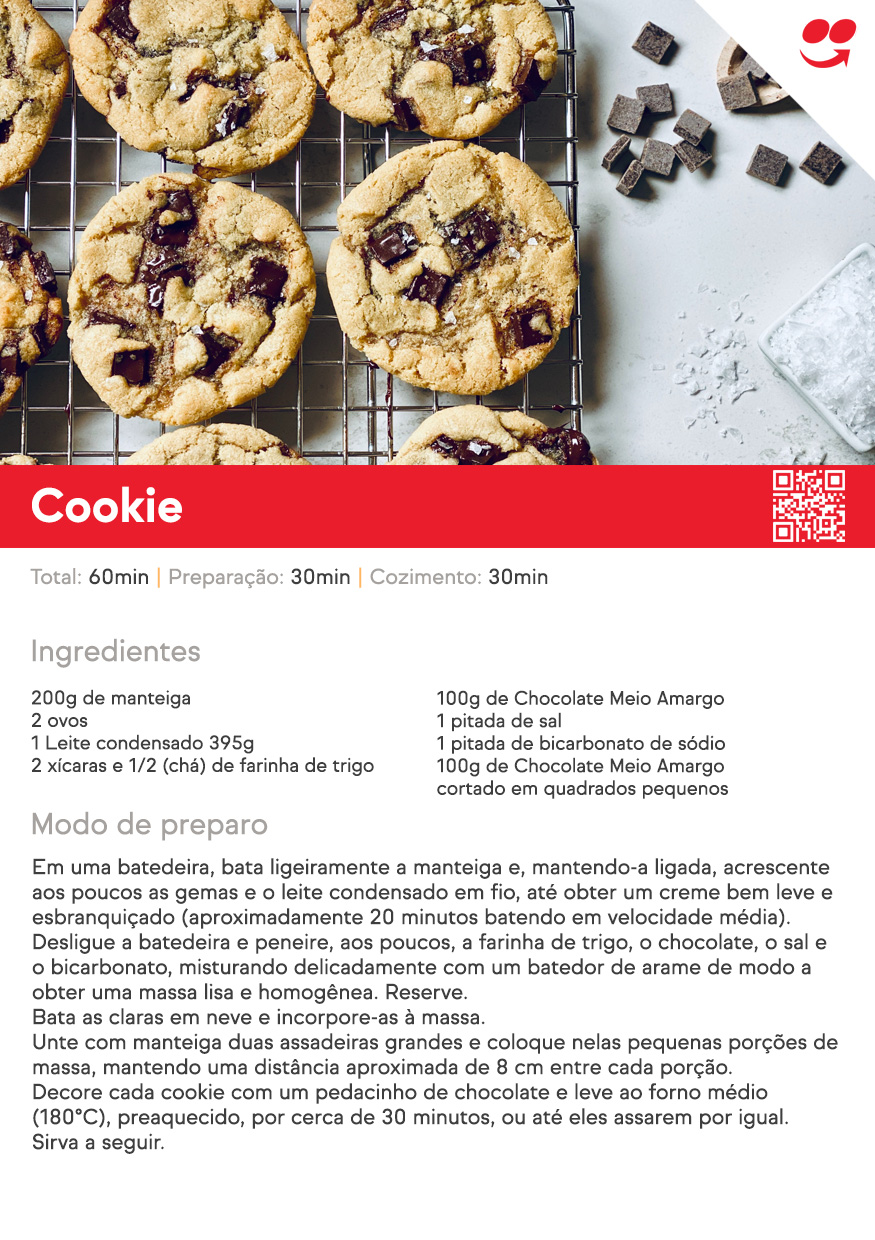 Cookie
Total: 60min | Preparação: 30min | Cozimento: 30min
Ingredientes
200g de manteiga
2 ovos
1 Leite condensado 395g
2 xícaras e 1/2 (chá) de farinha de trigo
100g de Chocolate Meio Amargo
1 pitada de sal
1 pitada de bicarbonato de sódio
100g de Chocolate Meio Amargo
cortado em quadrados pequenos
Modo de preparo
Em uma batedeira, bata ligeiramente a manteiga e, mantendo-a ligada, acrescente
aos poucos as gemas e o leite condensado em fio, até obter um creme bem leve e
esbranquiçado (aproximadamente 20 minutos batendo em velocidade média).
Desligue a batedeira e peneire, aos poucos, a farinha de trigo, o chocolate, o sal e
o bicarbonato, misturando delicadamente com um batedor de arame de modo a
obter uma massa lisa e homogênea. Reserve.
Bata as claras em neve e incorpore-as à massa.
Unte com manteiga duas assadeiras grandes e coloque nelas pequenas porções de
massa, mantendo uma distância aproximada de 8 cm entre cada porção.
Decore cada cookie com um pedacinho de chocolate e leve ao forno médio
(180°C), preaquecido, por cerca de 30 minutos, ou até eles assarem por igual.
Sirva a seguir.